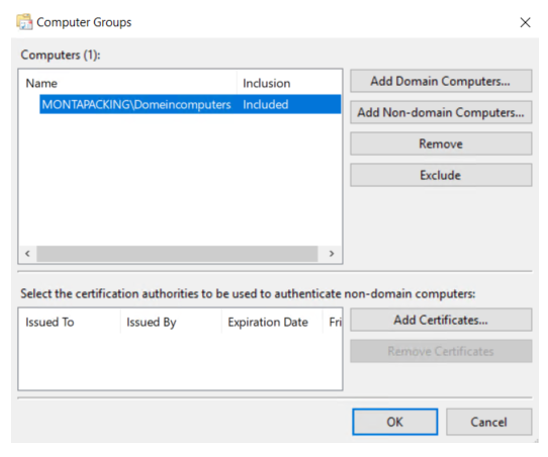 Computer Groups
Computers (1):
Name Inclusion
MONTAPACKING\Domeincomputers Included
Add Domain Computers...
Add Non-domain Computers...
Remove
Exclude
Select the certification authorities to be used to authenticate non-domain computers:
Issued To Issued By Expiration Date Fri
Add Certificates...
Remove Certificates
OK Cancel